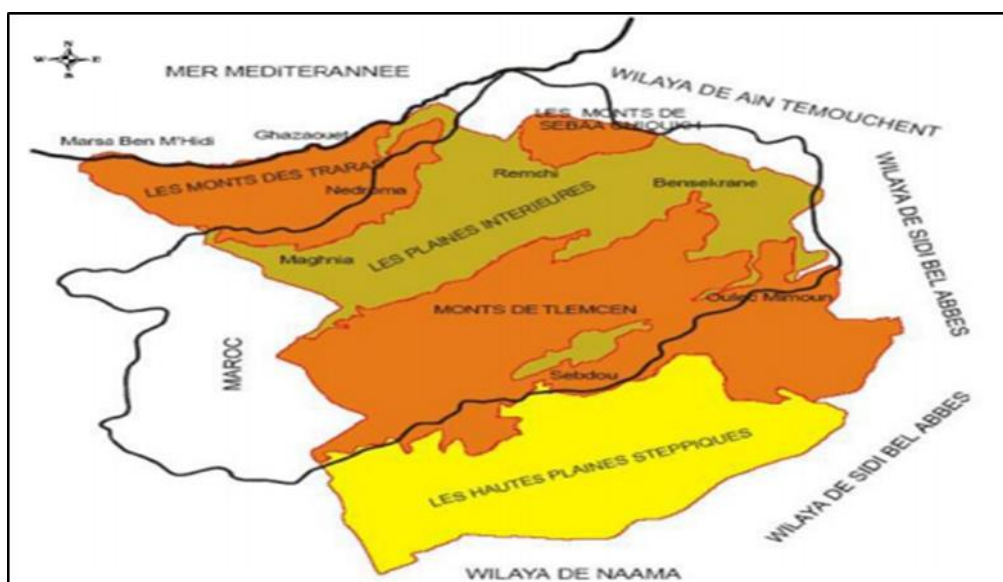 N
W E
S
MER MEDITERANNEE
WILAYA DE AIN TEMOUCHENT
LES MONTS DE
SEBAA CHIOUKH
Marsa Ben M'Hidi
Ghazaouet
LES MONTS DES TRARAS
Nedroma
Remchi
Bensekrane
WILAYA DE SIDI BEL ABBES
LES PLAINES INTERIEURES
Maghnia
MONTS DE TLEMCEN
Ouled Mimoun
MAROC
Sebdou
LES HAUTES PLAINES STEPPIQUES
WILAYA DE SIDI BEL ABBES
WILAYA DE NAAMA